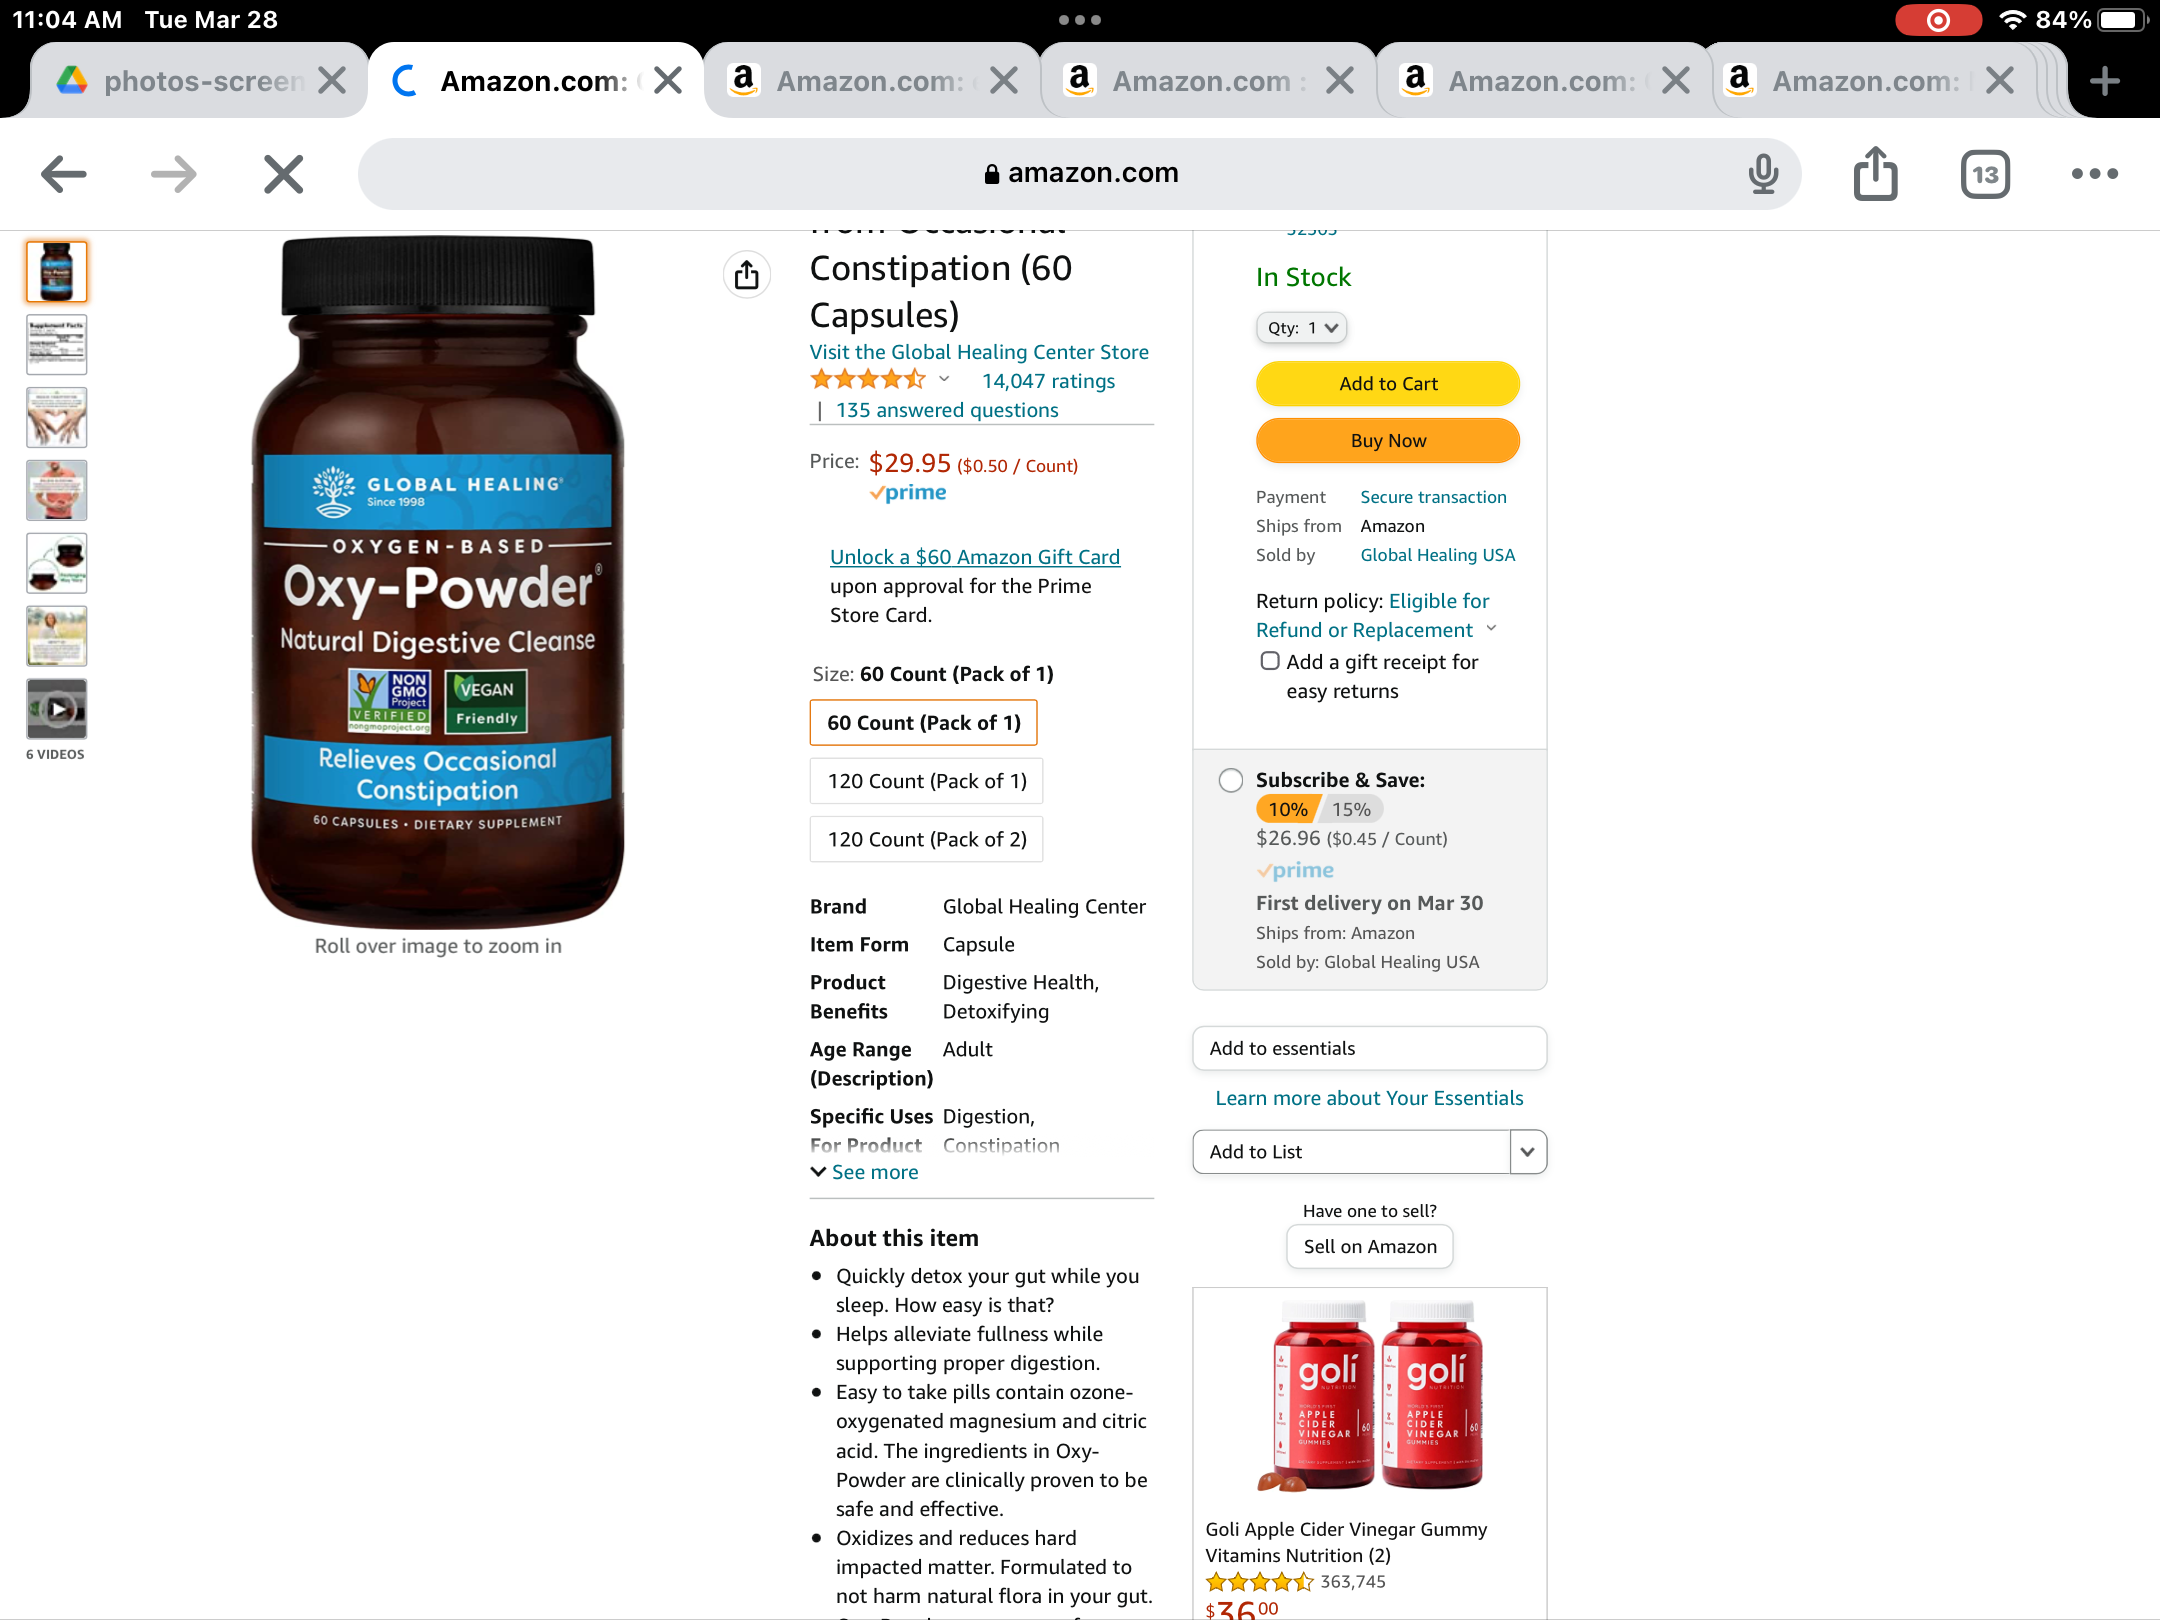 11:04 AM Tue Mar 28
84%
photos-screen
Amazon.com:
Amazon.com:
Amazon.com :
Amazon.com:
Amazon.com:
amazon.com
13
from Occasional
Constipation (60
Capsules)
Visit the Global Healing Center Store
14,047 ratings
| 135 answered questions
Price: $29.95 ($0.50 / Count)
prime
Unlock a $60 Amazon Gift Card
upon approval for the Prime
Store Card.
Size: 60 Count (Pack of 1)
60 Count (Pack of 1)
120 Count (Pack of 1)
120 Count (Pack of 2)
Brand Global Healing Center
Item Form Capsule
Product Benefits Digestive Health, Detoxifying
Age Range (Description) Adult
Specific Uses For Product Digestion, Constipation
See more
About this item
• Quickly detox your gut while you
sleep. How easy is that?
• Helps alleviate fullness while
supporting proper digestion.
• Easy to take pills contain ozone-
oxygenated magnesium and citric
acid. The ingredients in Oxy-
Powder are clinically proven to be
safe and effective.
• Oxidizes and reduces hard
impacted matter. Formulated to
not harm natural flora in your gut.
Supplement Facts
6 VIDEOS
GLOBAL HEALING
Since 1998
OXYGEN-BASED
Oxy-Powder®
Natural Digestive Cleanse
NON
GMO
Project
VERIFIED
nongmoproject.org
VEGAN
Friendly
Relieves Occasional
Constipation
60 CAPSULES • DIETARY SUPPLEMENT
Roll over image to zoom in
In Stock
Qty: 1
Add to Cart
Buy Now
Payment Secure transaction
Ships from Amazon
Sold by Global Healing USA
Return policy: Eligible for
Refund or Replacement
Add a gift receipt for
easy returns
Subscribe & Save:
10% 15%
$26.96 ($0.45 / Count)
prime
First delivery on Mar 30
Ships from: Amazon
Sold by: Global Healing USA
Add to essentials
Learn more about Your Essentials
Add to List
Have one to sell?
Sell on Amazon
goli goli
NUTRITION NUTRITION
APPLE APPLE
CIDER CIDER
VINEGAR 60 VINEGAR 60
GUMMIES GUMMIES
Goli Apple Cider Vinegar Gummy
Vitamins Nutrition (2)
363,745
$36.00